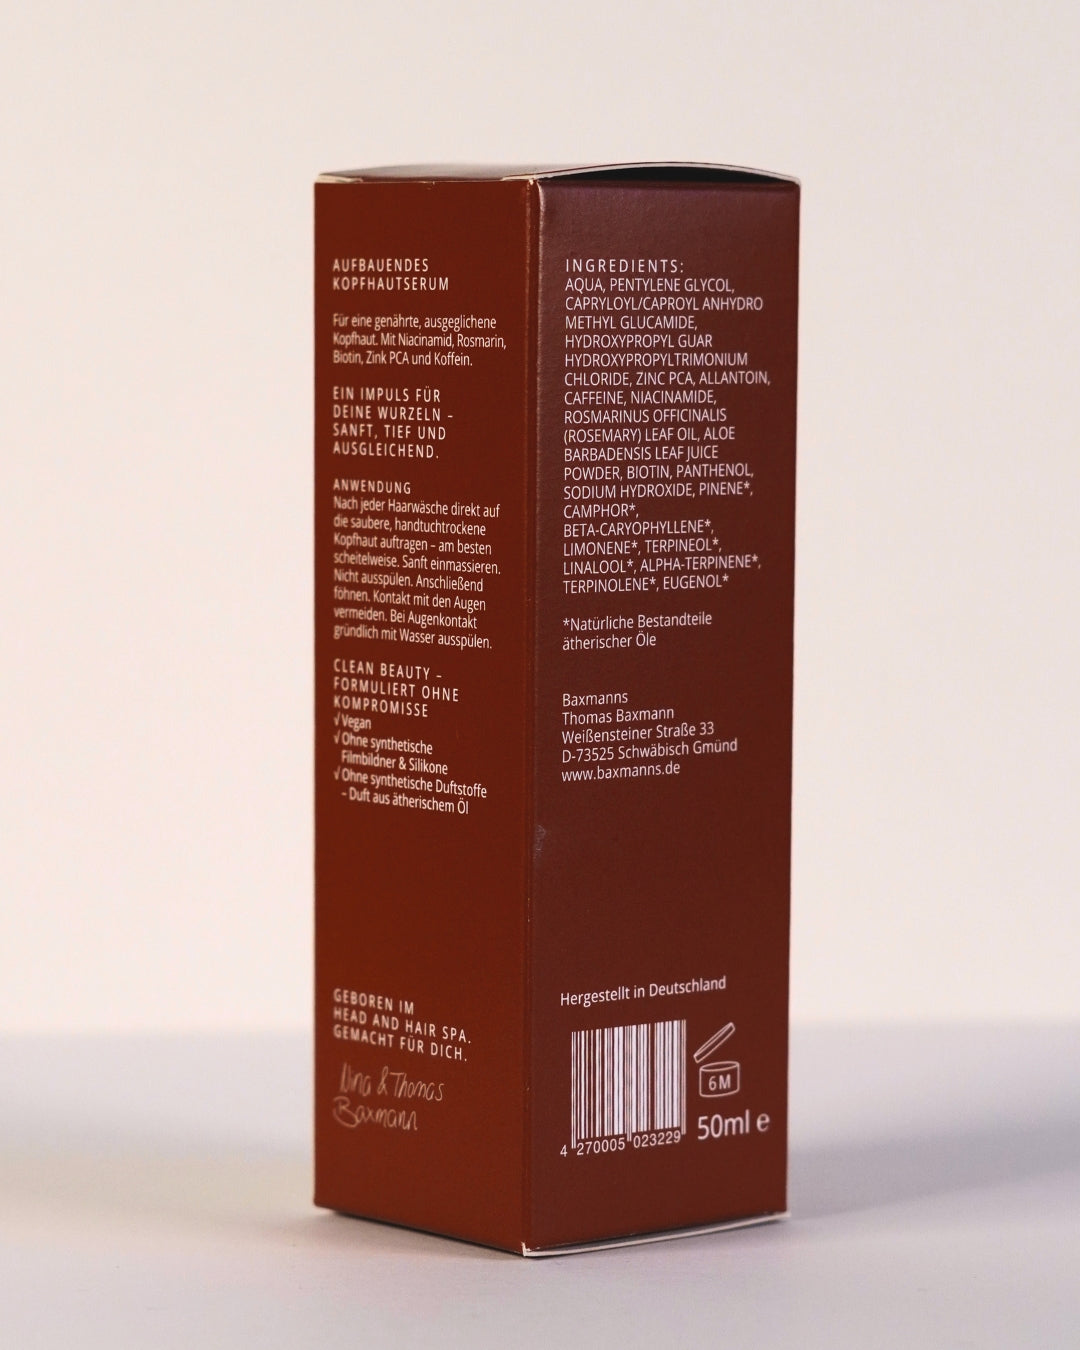 AUFBAUENDES
KOPFHAUTSERUM
Für eine genährte, ausgeglichene
Kopfhaut. Mit Niacinamid, Rosmarin,
Biotin, Zink PCA und Koffein.
EIN IMPULS FÜR
DEINE WURZELN –
SANFT, TIEF UND
AUSGLEICHEND.
ANWENDUNG
Nach jeder Haarwäsche direkt auf
die saubere, handtuchtrockene
Kopfhaut auftragen – am besten
scheitelweise. Sanft einmassieren.
Nicht ausspülen. Anschließend
föhnen. Kontakt mit den Augen
vermeiden. Bei Augenkontakt
gründlich mit Wasser ausspülen.
CLEAN BEAUTY –
FORMULIERT OHNE
KOMPROMISSE
√ Vegan
√ Ohne synthetische
Filmbildner & Silikone
√ Ohne synthetische Duftstoffe
– Duft aus ätherischem Öl
GEBOREN IM
HEAD AND HAIR SPA.
GEMACHT FÜR DICH.
Nina & Thomas
Baxmann
INGREDIENTS:
AQUA, PENTYLENE GLYCOL,
CAPRYLOYL/CAPROYL ANHYDRO
METHYL GLUCAMIDE,
HYDROXYPROPYL GUAR
HYDROXYPROPYLTRIMONIUM
CHLORIDE, ZINC PCA, ALLANTOIN,
CAFFEINE, NIACINAMIDE,
ROSMARINUS OFFICINALIS
(ROSEMARY) LEAF OIL, ALOE
BARBADENSIS LEAF JUICE
POWDER, BIOTIN, PANTHENOL,
SODIUM HYDROXIDE, PINENE*,
CAMPHOR*,
BETA-CARYOPHYLLENE*,
LIMONENE*, TERPINEOL*,
LINALOOL*, ALPHA-TERPINENE*,
TERPINOLENE*, EUGENOL*
*Natürliche Bestandteile
ätherischer Öle
Baxmanns
Thomas Baxmann
Weißensteiner Straße 33
D-73525 Schwäbisch Gmünd
www.baxmanns.de
Hergestellt in Deutschland
6M
50ml ℮
4 270005 023229